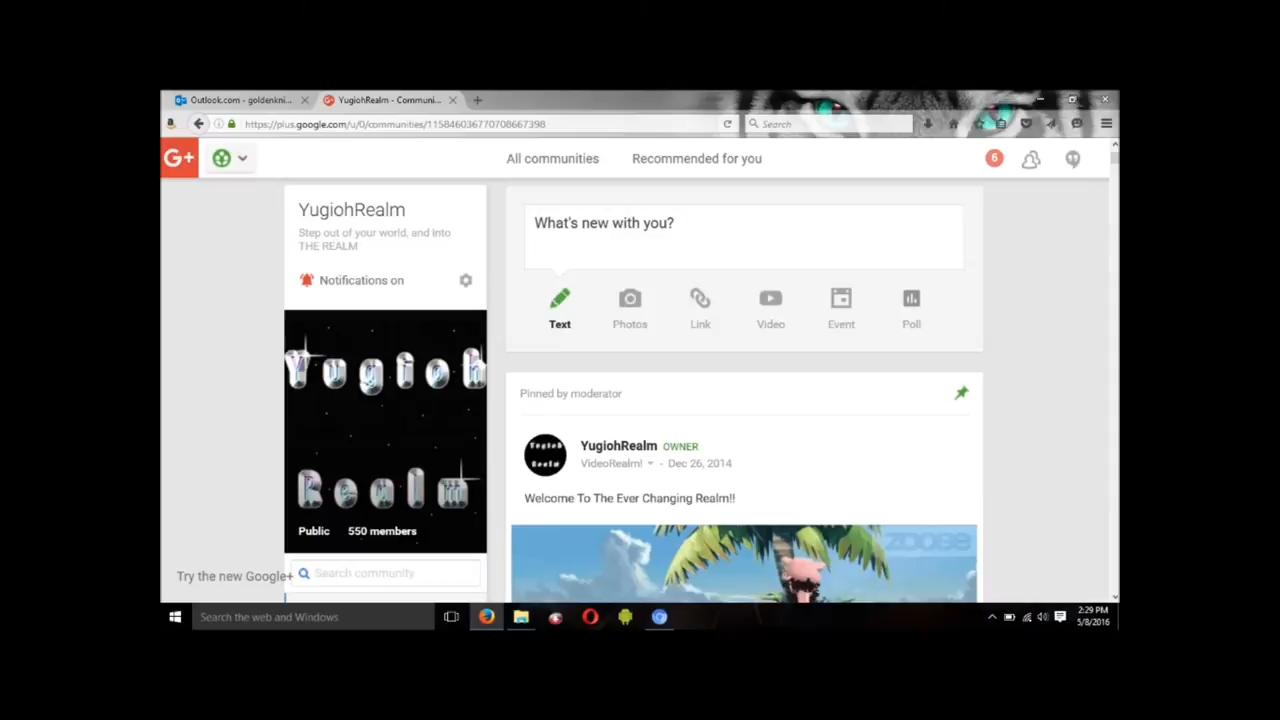 Outlook.com - goldenkni...
YugiohRealm - Communi...
https://plus.google.com/u/0/communities/115846036770708667398
Search
G+
All communities
Recommended for you
6
YugiohRealm
Step out of your world, and into
THE REALM
Notifications on
Yugioh
Realm
Public
550 members
Try the new Google+
Search community
What's new with you?
Text
Photos
Link
Video
Event
Poll
Pinned by moderator
Yugioh
Realm
YugiohRealm OWNER
VideoRealm! - Dec 26, 2014
Welcome To The Ever Changing Realm!!
ZOOBE
Search the web and Windows
2:29 PM
5/8/2016